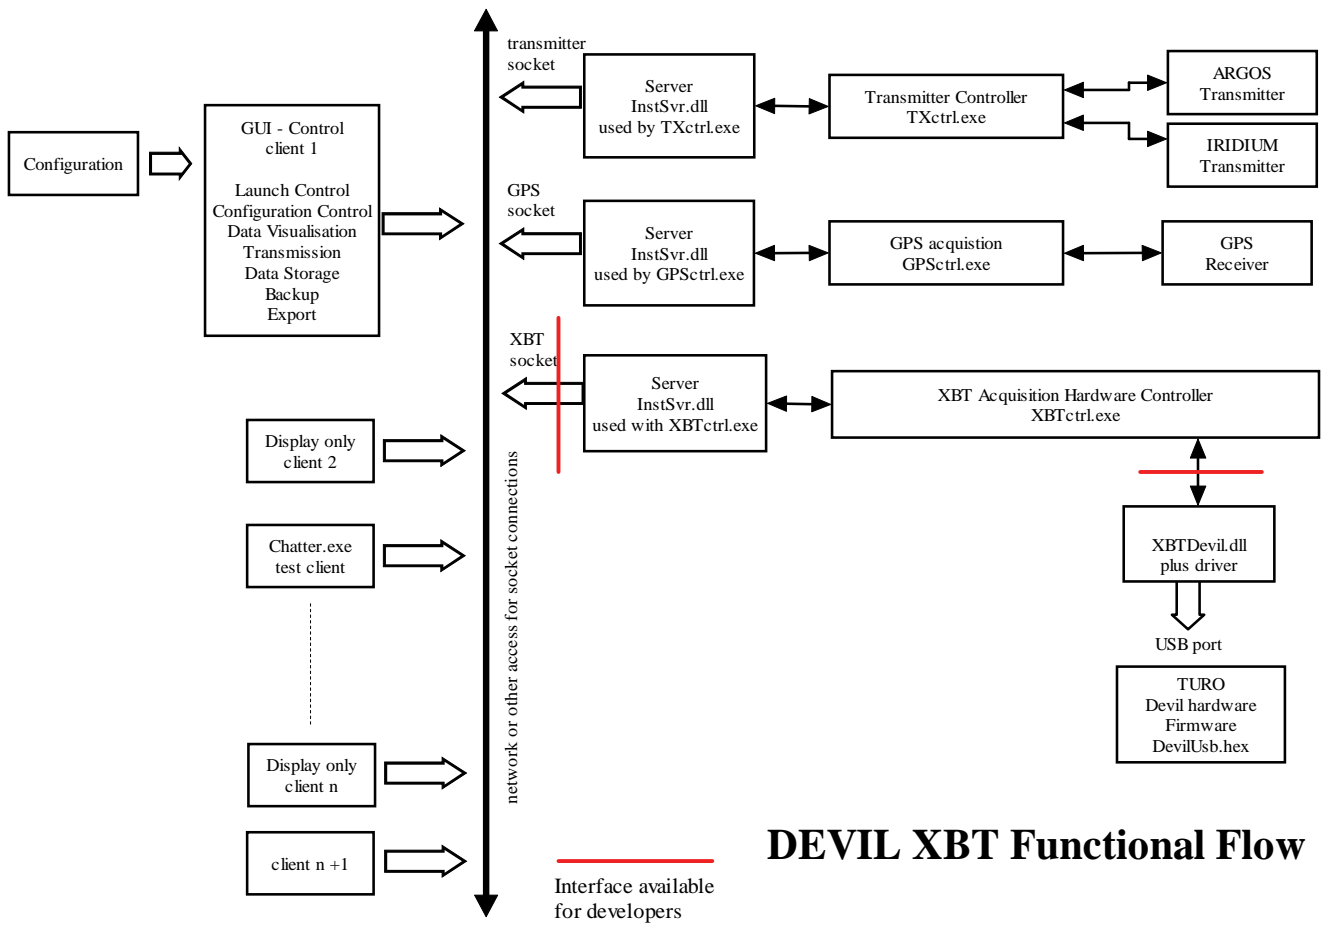 Configuration
GUI - Control
client 1
Launch Control
Configuration Control
Data Visualisation
Transmission
Data Storage
Backup
Export
Display only
client 2
Chatter.exe
test client
Display only
client n
client n +1
network or other access for socket connections
transmitter
socket
Server
InstSvr.dll
used by TXctrl.exe
Transmitter Controller
TXctrl.exe
ARGOS
Transmitter
IRIDIUM
Transmitter
GPS
socket
Server
InstSvr.dll
used by GPSctrl.exe
GPS acquistion
GPSctrl.exe
GPS
Receiver
XBT
socket
Server
InstSvr.dll
used with XBTctrl.exe
XBT Acquisition Hardware Controller
XBTctrl.exe
XBTDevil.dll
plus driver
USB port
TURO
Devil hardware
Firmware
DevilUsb.hex
DEVIL XBT Functional Flow
Interface available
for developers